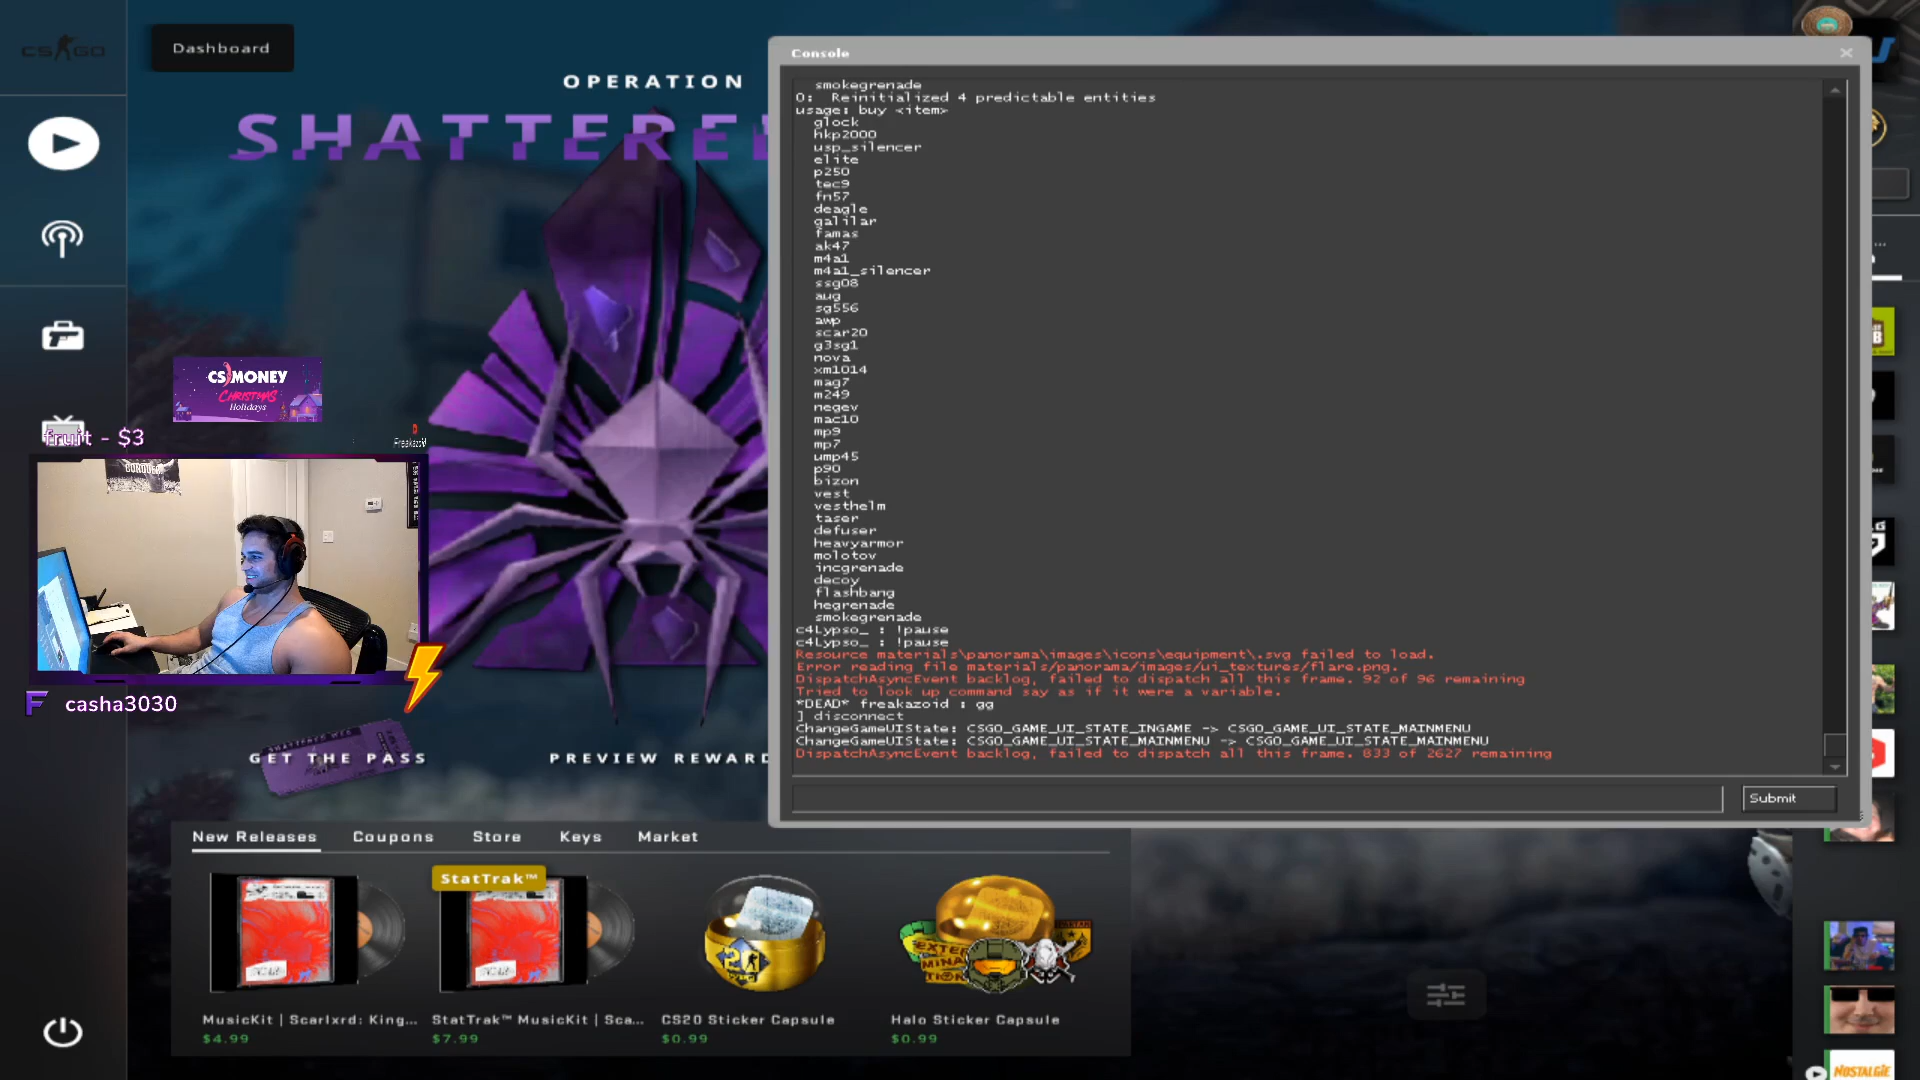 CS GO
Dashboard
OPERATION
SHATTERE
CS MONEY
CHRISTMAS
Holidays
fruit - $3
Freakazoid
CONQUER
casha3030
GET THE PASS
PREVIEW REWARD
New Releases
Coupons
Store
Keys
Market
StatTrak™
MusicKit | Scarlxrd: King...
$4.99
StatTrak™ MusicKit | Sca...
$7.99
CS20 Sticker Capsule
$0.99
Halo Sticker Capsule
$0.99
Console
smokegrenade
0:  Reinitialized 4 predictable entities
usage: buy <item>
glock
hkp2000
usp_silencer
elite
p250
tec9
fn57
deagle
galilar
famas
ak47
m4a1
m4a1_silencer
ssg08
aug
sg556
awp
scar20
g3sg1
nova
xm1014
mag7
m249
negev
mac10
mp9
mp7
ump45
p90
bizon
vest
vesthelm
taser
defuser
heavyarmor
molotov
incgrenade
decoy
flashbang
hegrenade
smokegrenade
c4Lypso_ : !pause
c4Lypso_ : !pause
Resource materials\panorama\images\icons\equipment\.svg failed to load.
Error reading file materials/panorama/images/ui_textures/flare.png.
DispatchAsyncEvent backlog, failed to dispatch all this frame. 92 of 96 remaining
Tried to look up command say as if it were a variable.
*DEAD* freakazoid : gg
] disconnect
ChangeGameUIState: CSGO_GAME_UI_STATE_INGAME -> CSGO_GAME_UI_STATE_MAINMENU
ChangeGameUIState: CSGO_GAME_UI_STATE_MAINMENU -> CSGO_GAME_UI_STATE_MAINMENU
DispatchAsyncEvent backlog, failed to dispatch all this frame. 833 of 2627 remaining
Submit
NOSTALGIE